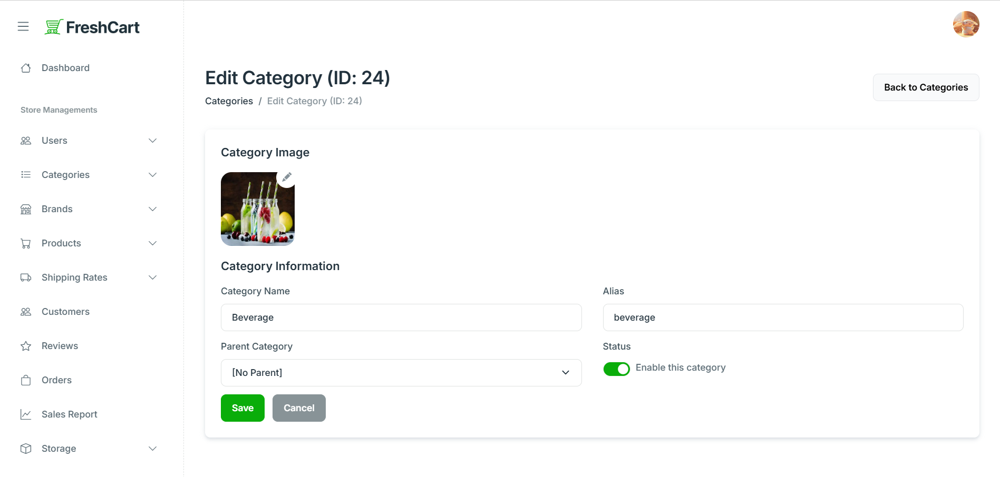 FreshCart
Dashboard
Store Managements
Users
Categories
Brands
Products
Shipping Rates
Customers
Reviews
Orders
Sales Report
Storage
Edit Category (ID: 24)
Categories / Edit Category (ID: 24)
Back to Categories
Category Image
Category Information
Category Name
Beverage
Alias
beverage
Parent Category
[No Parent]
Status
Enable this category
Save
Cancel